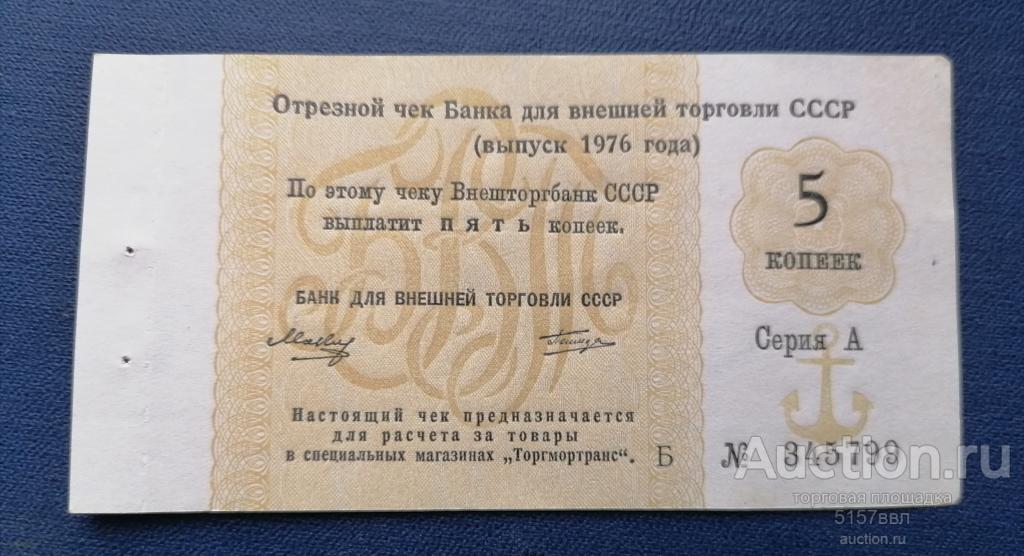 Отрезной чек Банка для внешней торговли СССР
(выпуск 1976 года)
По этому чеку Внешторгбанк СССР
выплатит пять копеек.
5
КОПЕЕК
БАНК ДЛЯ ВНЕШНЕЙ ТОРГОВЛИ СССР
Серия А
Настоящий чек предназначается
для расчета за товары
в специальных магазинах „Торгмортранс“. Б
№ 345798
Auction.ru
торговая площадка
5157ввл
auction.ru